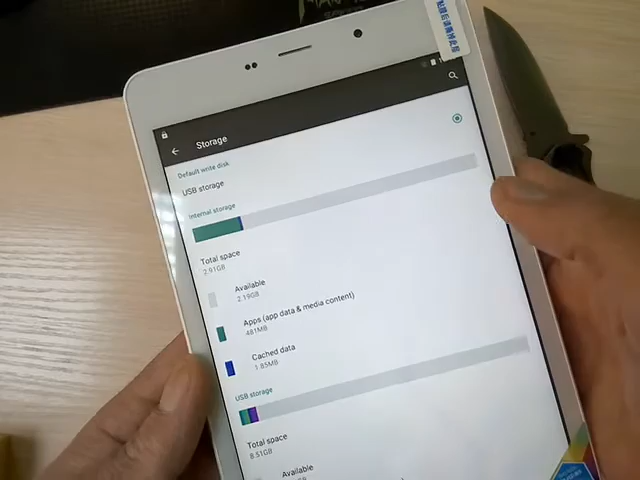 Storage
Default write disk
USB storage
Internal storage
Total space
2.91GB
Available
2.19GB
Apps (app data & media content)
481MB
Cached data
1.85MB
USB storage
Total space
8.51GB
Available